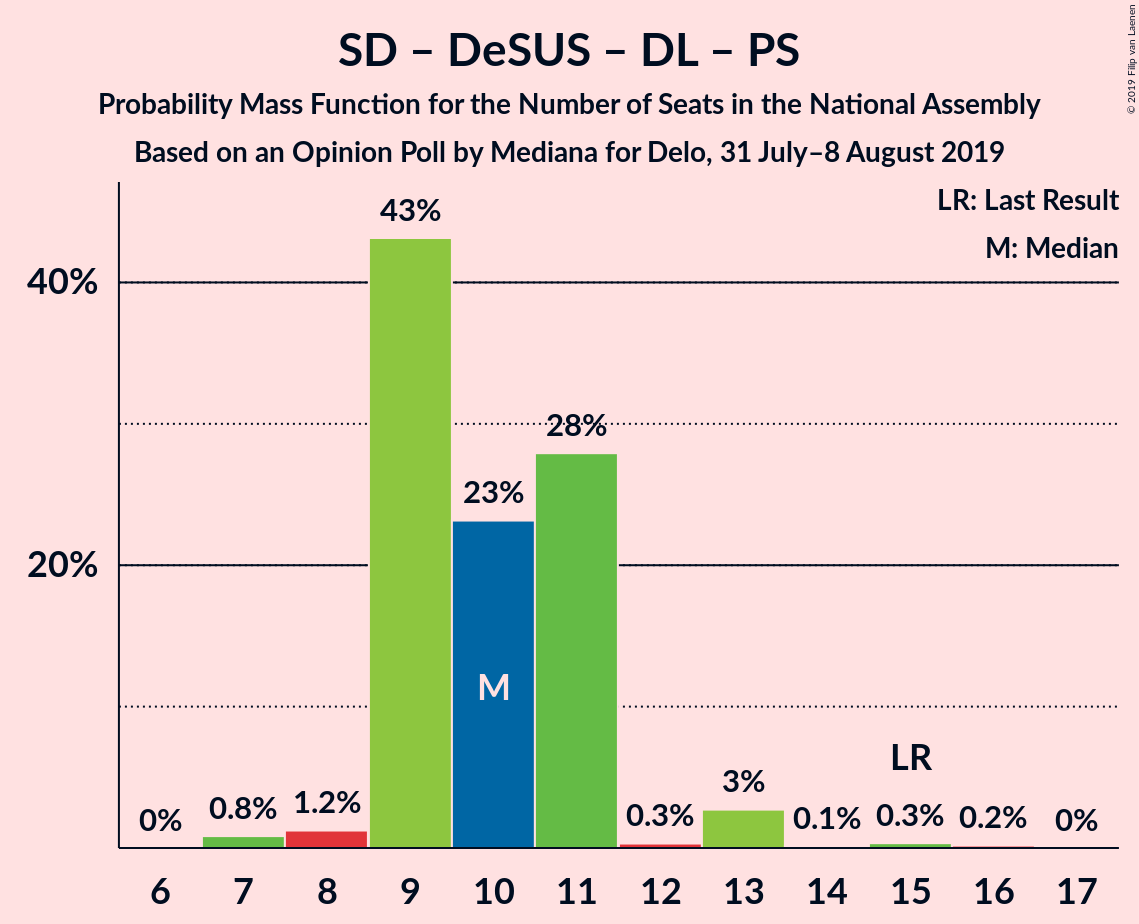 SD – DeSUS – DL – PS
Probability Mass Function for the Number of Seats in the National Assembly
Based on an Opinion Poll by Mediana for Delo, 31 July–8 August 2019
© 2019 Filip van Laenen
LR: Last Result
M: Median
40%
20%
0%
0.8%
1.2%
43%
23%
28%
0.3%
3%
0.1%
0.3%
0.2%
0%
M
LR
6 7 8 9 10 11 12 13 14 15 16 17